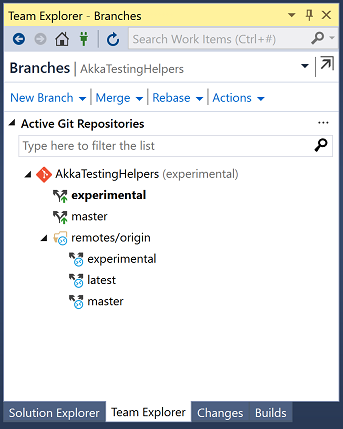 Team Explorer - Branches
Search Work Items (Ctrl+#)
Branches | AkkaTestingHelpers
New Branch Merge Rebase Actions
Active Git Repositories ...
Type here to filter the list
AkkaTestingHelpers (experimental)
experimental
master
remotes/origin
experimental
latest
master
Solution Explorer Team Explorer Changes Builds